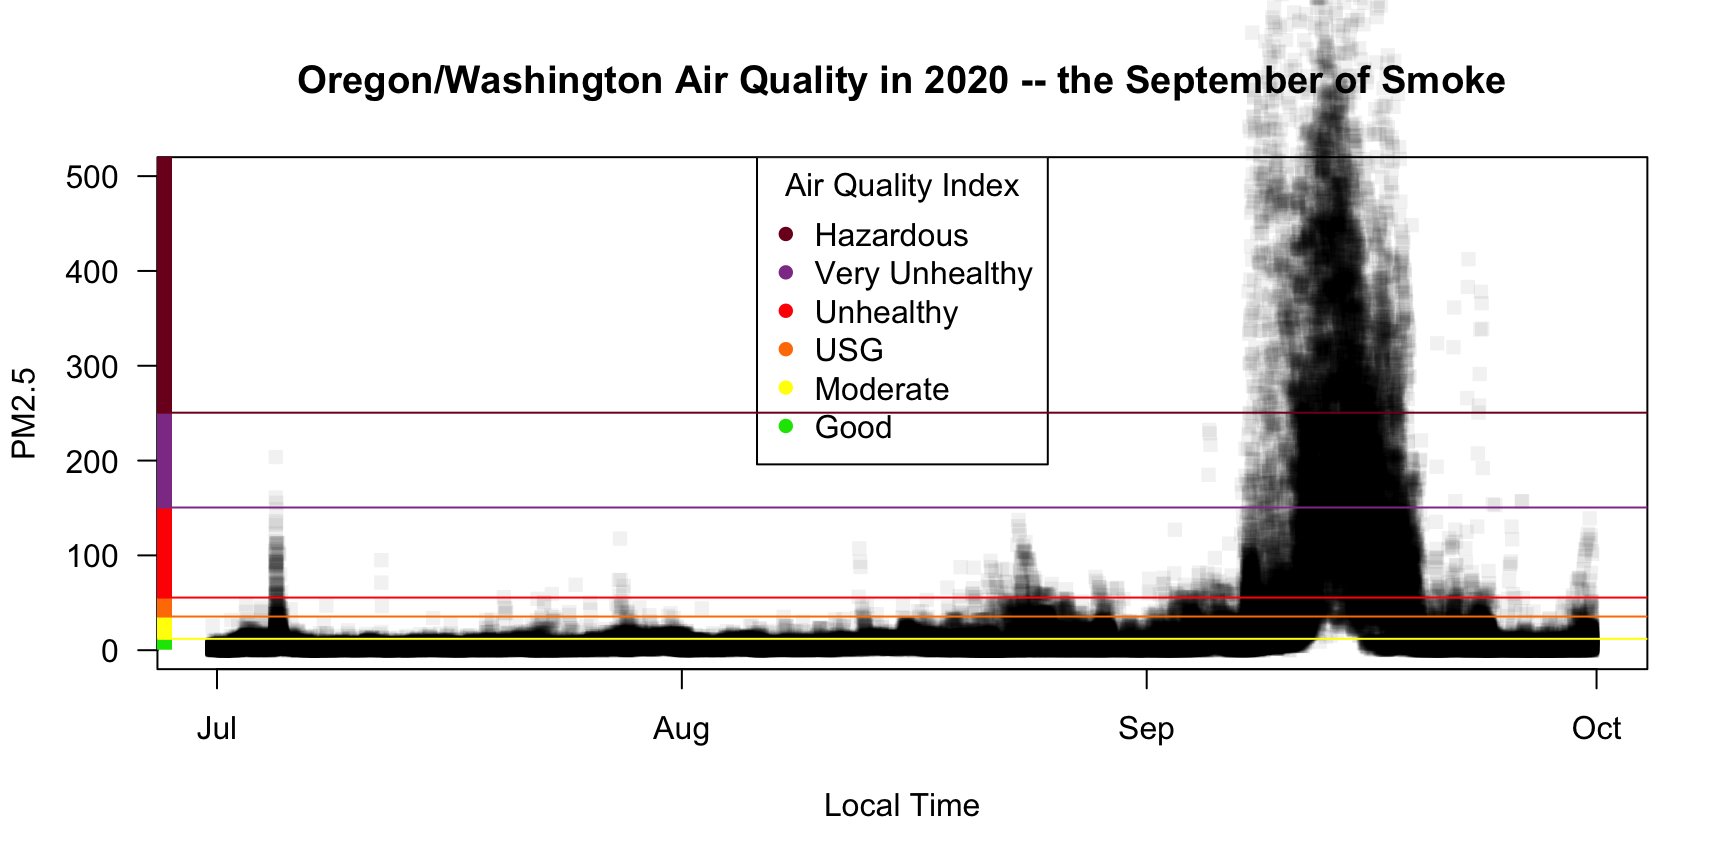 Oregon/Washington Air Quality in 2020 -- the September of Smoke
PM2.5
500
400
300
200
100
0
Air Quality Index
Hazardous
Very Unhealthy
Unhealthy
USG
Moderate
Good
Jul
Aug
Sep
Oct
Local Time